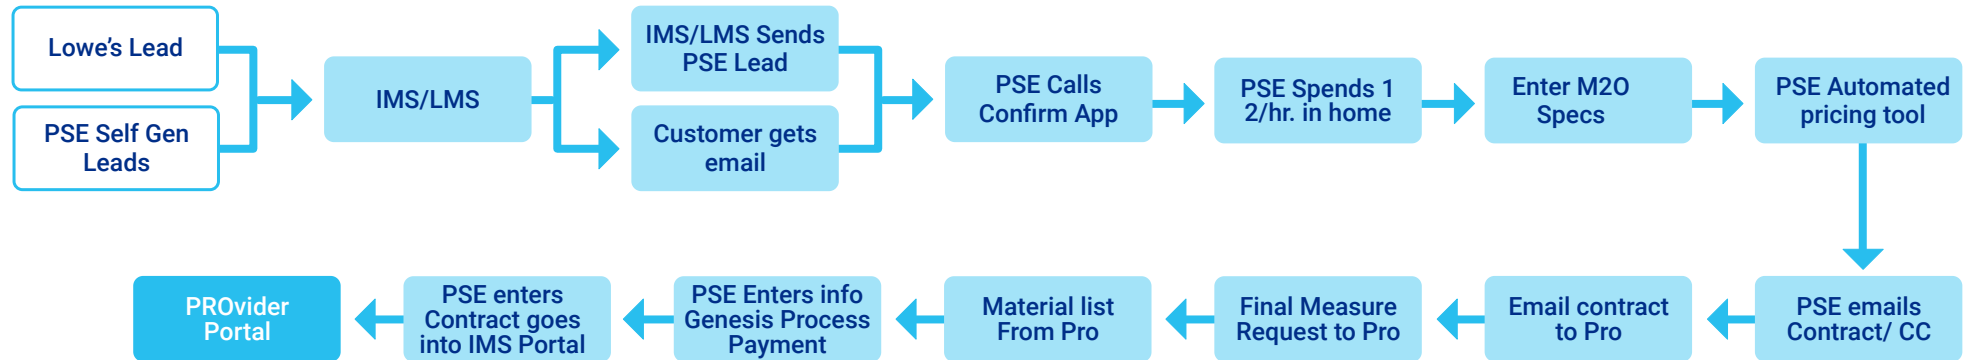 Lowe's Lead
PSE Self Gen
Leads
IMS/LMS
IMS/LMS Sends
PSE Lead
Customer gets
email
PSE Calls
Confirm App
PSE Spends 1
2/hr. in home
Enter M2O
Specs
PSE Automated
pricing tool
PROvider
Portal
PSE enters
Contract goes
into IMS Portal
PSE Enters info
Genesis Process
Payment
Material list
From Pro
Final Measure
Request to Pro
Email contract
to Pro
PSE emails
Contract/ CC